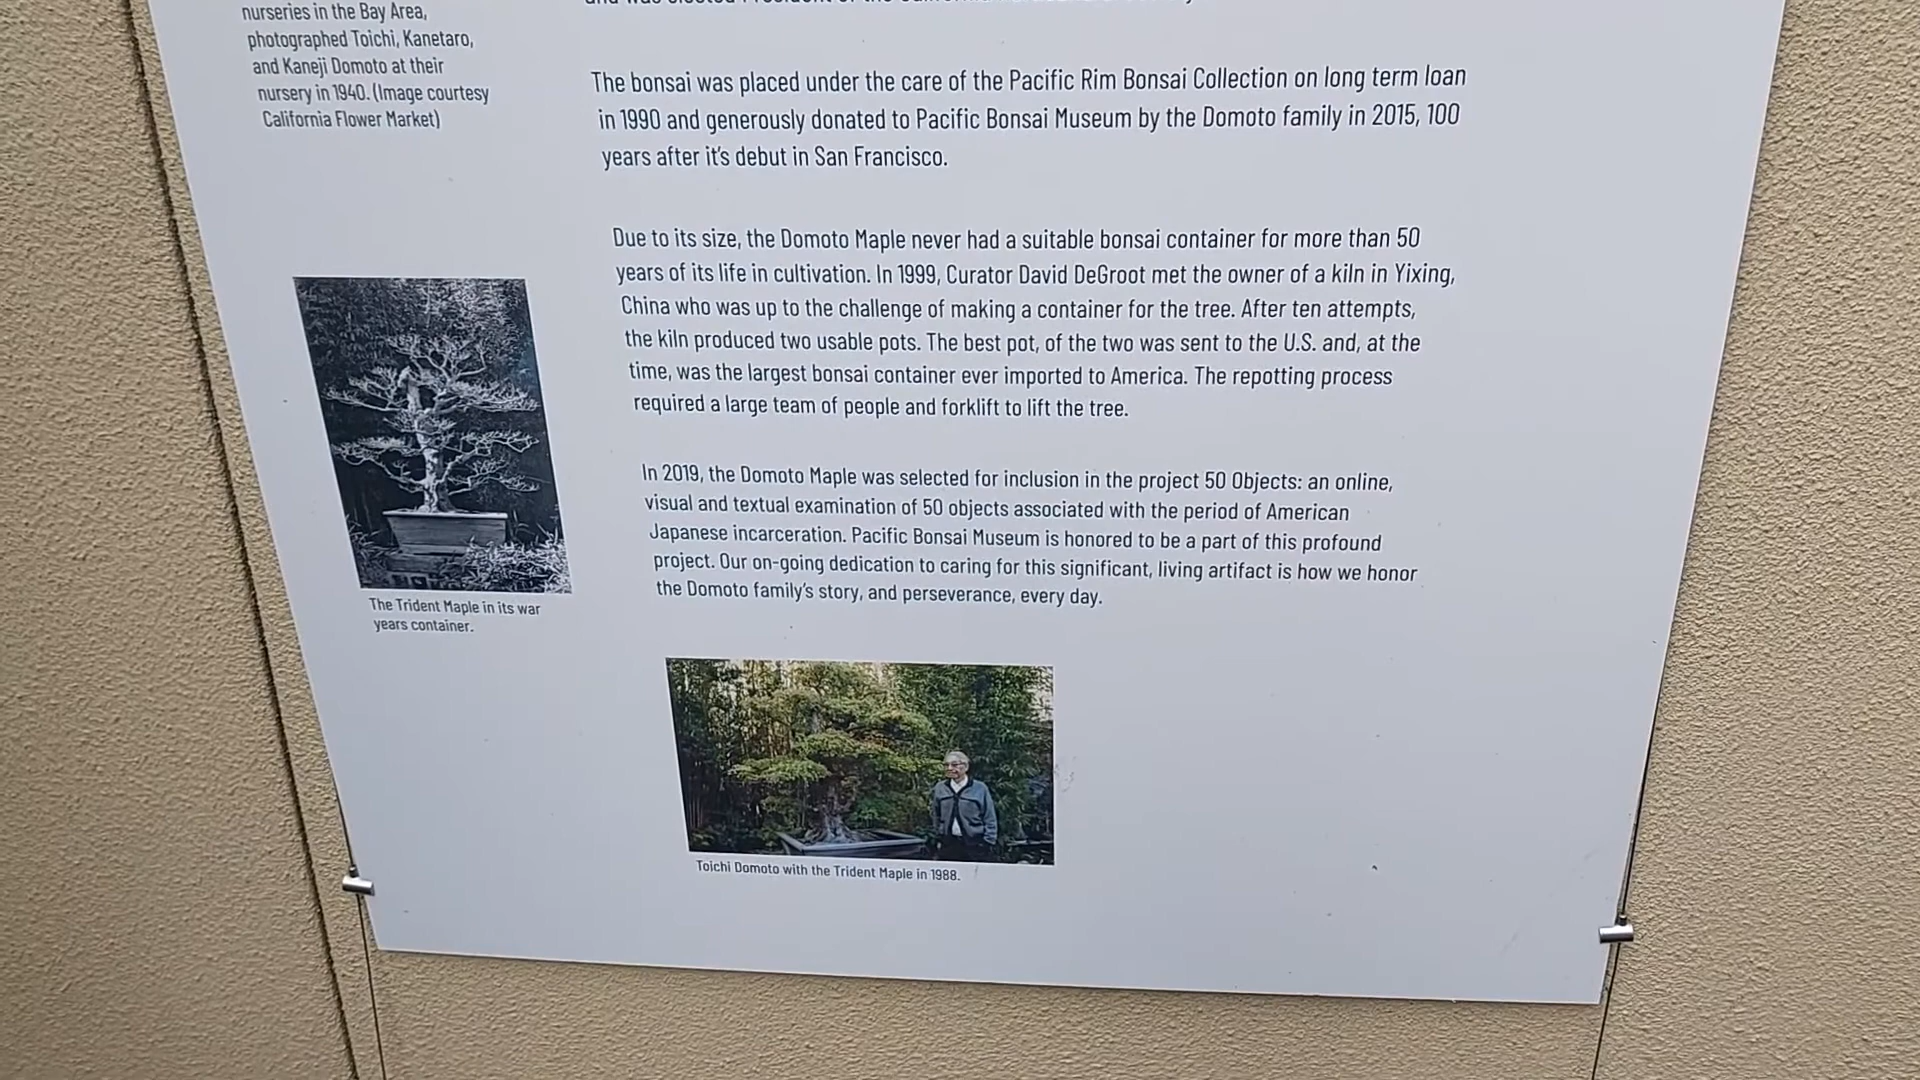 nurseries in the Bay Area,
photographed Toichi, Kanetaro,
and Kaneji Domoto at their
nursery in 1940. (Image courtesy
California Flower Market)
The bonsai was placed under the care of the Pacific Rim Bonsai Collection on long term loan
in 1990 and generously donated to Pacific Bonsai Museum by the Domoto family in 2015, 100
years after it's debut in San Francisco.
Due to its size, the Domoto Maple never had a suitable bonsai container for more than 50
years of its life in cultivation. In 1999, Curator David DeGroot met the owner of a kiln in Yixing,
China who was up to the challenge of making a container for the tree. After ten attempts,
the kiln produced two usable pots. The best pot, of the two was sent to the U.S. and, at the
time, was the largest bonsai container ever imported to America. The repotting process
required a large team of people and forklift to lift the tree.
In 2019, the Domoto Maple was selected for inclusion in the project 50 Objects: an online,
visual and textual examination of 50 objects associated with the period of American
Japanese incarceration. Pacific Bonsai Museum is honored to be a part of this profound
project. Our on-going dedication to caring for this significant, living artifact is how we honor
the Domoto family's story, and perseverance, every day.
The Trident Maple in its war
years container.
Toichi Domoto with the Trident Maple in 1988.